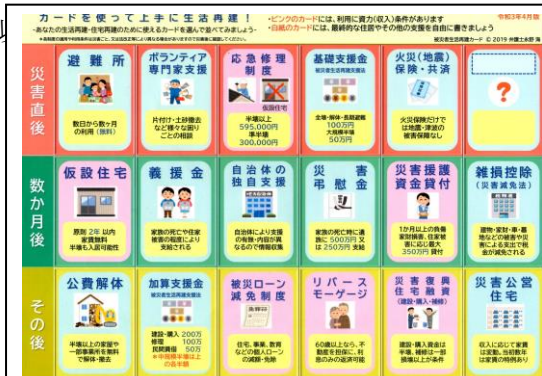 カードを使って上手に生活再建！
-あなたの生活再建・住宅再建のために使えるカードを選んで並べてみましょう-
・ピンクのカードには、利用に資力(収入)条件があります
・白紙のカードには、最終的な住居やその他の支援を自由に書きましょう
令和3年4月版
被災者生活再建カード © 2019 弁護士永野 海
災害直後
避難所
数日から数ヶ月
の利用（無料）
ボランティア
専門家支援
片付け・土砂撤去
など様々な困り
ごとの相談
応急修理
制度
仮設住宅
半壊以上
595,000円
準半壊
300,000円
基礎支援金
被災者生活再建支援法
全壊・解体・長期避難
100万円
大規模半壊
50万円
火災(地震)
保険・共済
火災保険だけで
は地震・津波の
被害保障なし
?
数か月後
仮設住宅
原則 2年 以内
家賃無料
半壊も入居可能性
義援金
家族の死亡や住家
被害の程度により
支給される
自治体の
独自支援
自治体により支援
の有無・内容が異
なるので情報収集
災害
弔慰金
家族の死亡時に遺
族に 500万円 又
は 250万円 支給
災害援護
資金貸付
1か月以上の負傷
家財損害、住家被
害に応じ最大
350万円 貸付
雑損控除
(災害減免法)
建物・家財・車・墓
地などの被害や災
害による支出で税
金が減免される
その後
公費解体
半壊以上の家屋や
一部事業所を無料
で解体・撤去
加算支援金
被災者生活再建支援法
建設・購入 200万
修理 100万
民間賃借 50万
＊中規模半壊は上
の各半額
被災ローン
減免制度
住宅、事業、教育
などの個人ローン
の減額・免除
リバース
モーゲージ
60歳以上なら、不
動産を担保に、利
息のみの返済可能
災害復興
住宅融資
(建設・購入・補修)
建設・購入資金は
半壊、補修は一部
損壊以上が条件
災害公営
住宅
収入に応じて家賃
は変動。当初数年
は家賃の特例あり